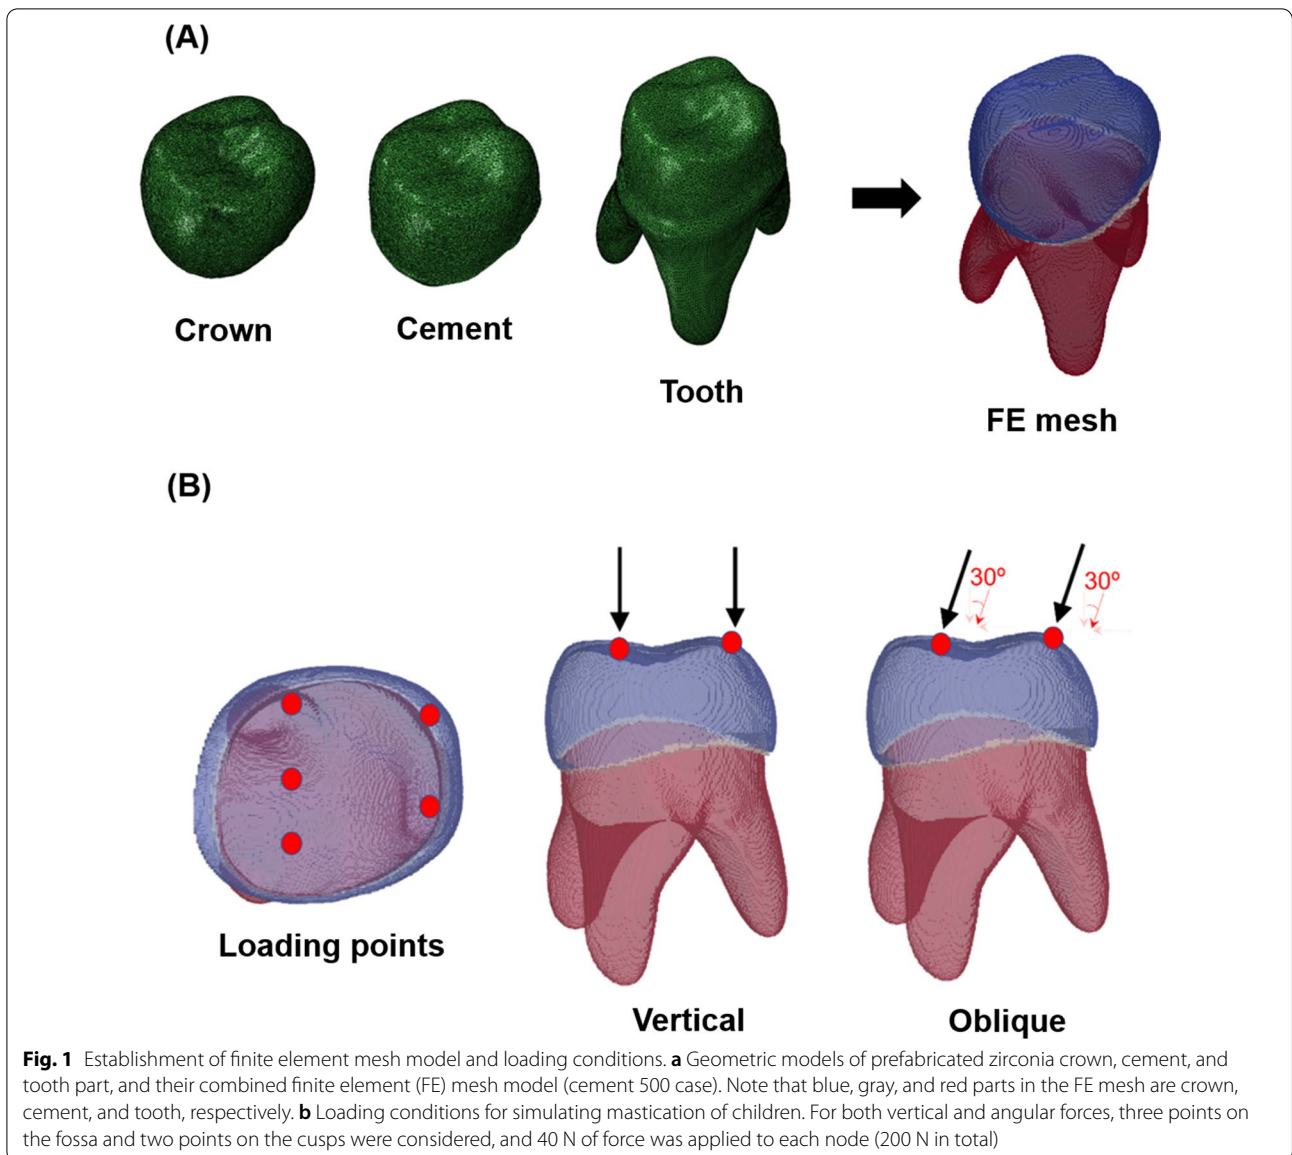 (A)
Crown
Cement
Tooth
FE mesh
(B)
30º
30º
Loading points
Vertical
Oblique
Fig. 1 Establishment of finite element mesh model and loading conditions. a Geometric models of prefabricated zirconia crown, cement, and
tooth part, and their combined finite element (FE) mesh model (cement 500 case). Note that blue, gray, and red parts in the FE mesh are crown,
cement, and tooth, respectively. b Loading conditions for simulating mastication of children. For both vertical and angular forces, three points on
the fossa and two points on the cusps were considered, and 40 N of force was applied to each node (200 N in total)